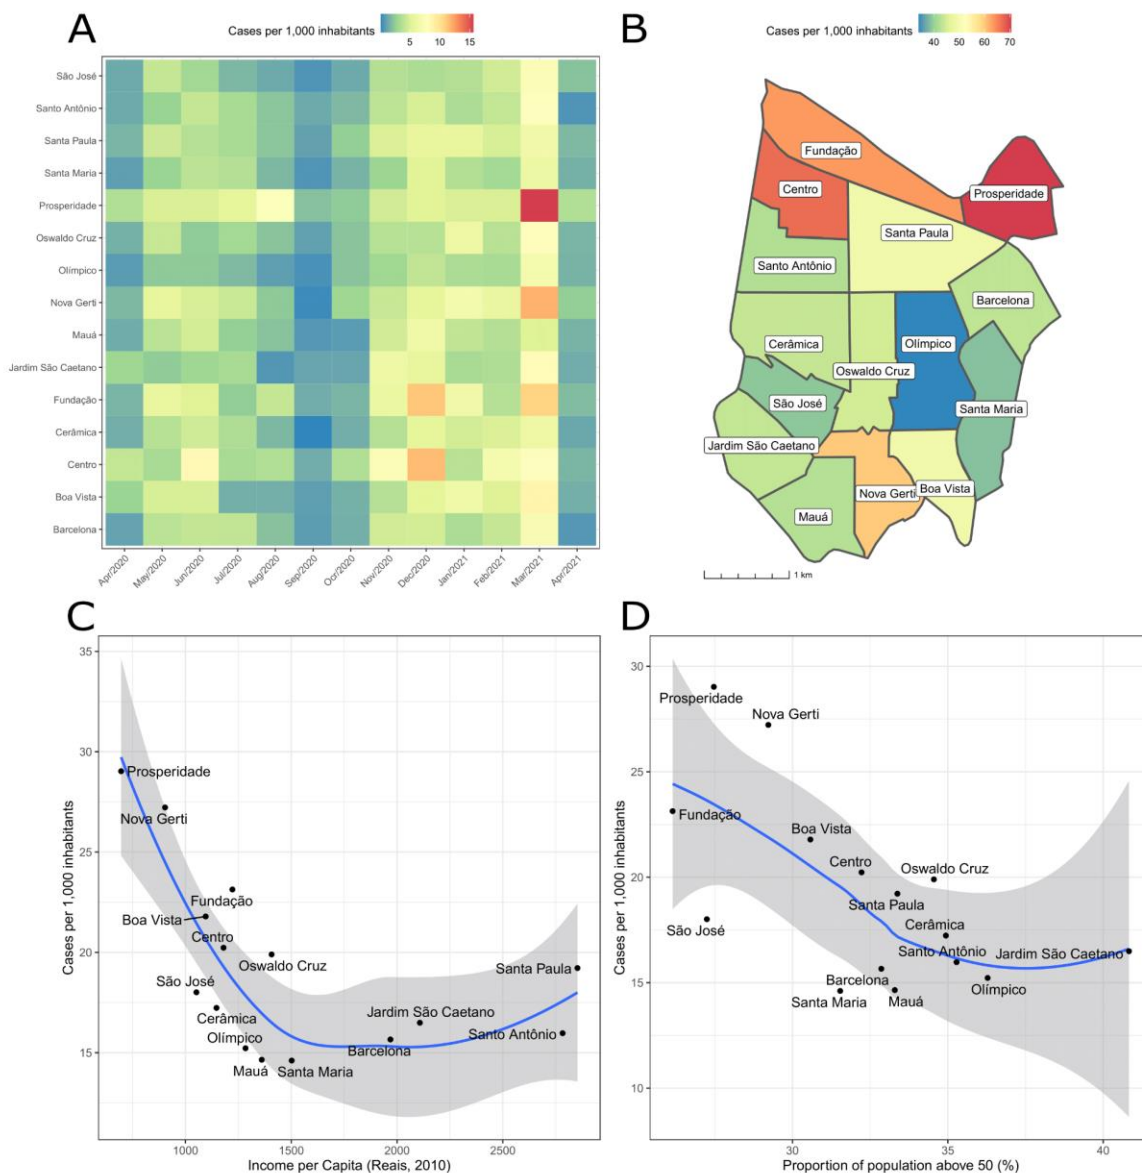 A
Cases per 1,000 inhabitants
5 10 15
São José
Santo Antônio
Santa Paula
Santa Maria
Prosperidade
Oswaldo Cruz
Olímpico
Nova Gerti
Mauá
Jardim São Caetano
Fundação
Cerâmica
Centro
Boa Vista
Barcelona
Apr/2020 May/2020 Jun/2020 Jul/2020 Aug/2020 Sep/2020 Ocr/2020 Nov/2020 Dec/2020 Jan/2021 Feb/2021 Mar/2021 Apr/2021
B
Cases per 1,000 inhabitants
40 50 60 70
Fundação
Centro
Prosperidade
Santa Paula
Santo Antônio
Barcelona
Cerâmica
Olímpico
Oswaldo Cruz
São José
Santa Maria
Jardim São Caetano
Nova Gerti
Boa Vista
Mauá
1 km
C
Cases per 1,000 inhabitants
35
30
25
20
15
Prosperidade
Nova Gerti
Fundação
Boa Vista
Centro
Oswaldo Cruz
Santa Paula
São José
Cerâmica
Jardim São Caetano
Olímpico
Santo Antônio
Barcelona
Mauá
Santa Maria
1000 1500 2000 2500
Income per Capita (Reais, 2010)
D
Cases per 1,000 inhabitants
30
25
20
15
10
Prosperidade
Nova Gerti
Fundação
Boa Vista
Centro
Oswaldo Cruz
Santa Paula
São José
Cerâmica
Santo Antônio
Jardim São Caetano
Barcelona
Olímpico
Santa Maria
Mauá
30 35 40
Proportion of population above 50 (%)